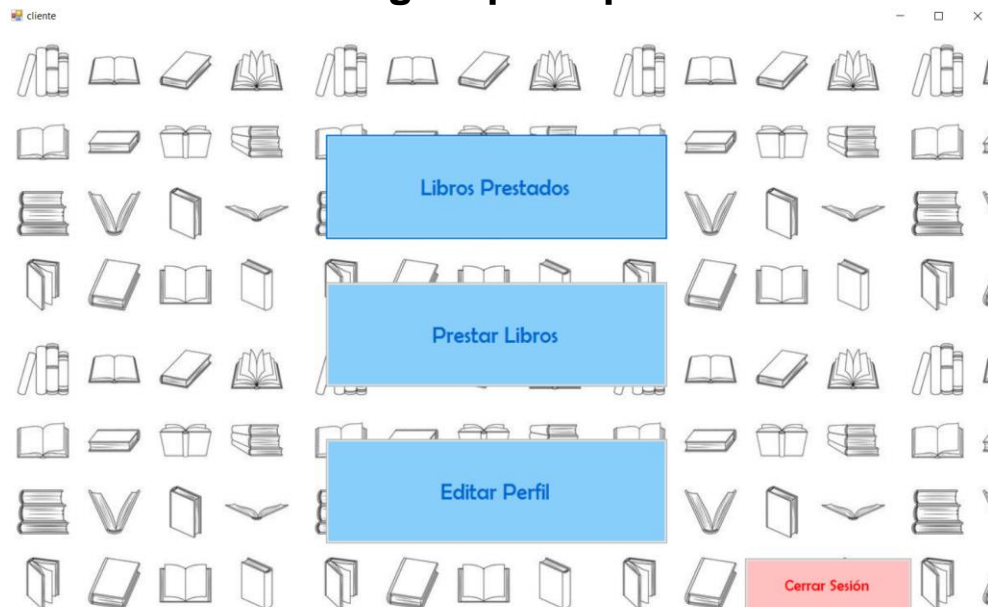 cliente
Libros Prestados
Prestar Libros
Editar Perfil
Cerrar Sesión